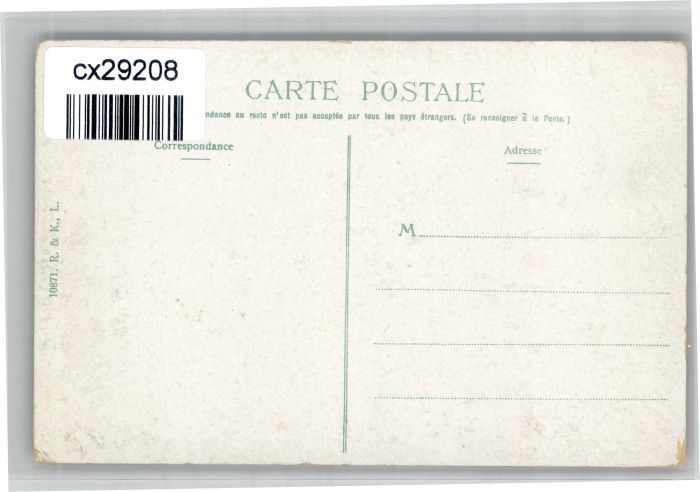 cx29208
CARTE POSTALE
ndance au recto n'est pas acceptée par tous les pays étrangers. (Se renseigner à la Poste.)
Correspondance
Adresse
M
10871. R. & K., L.